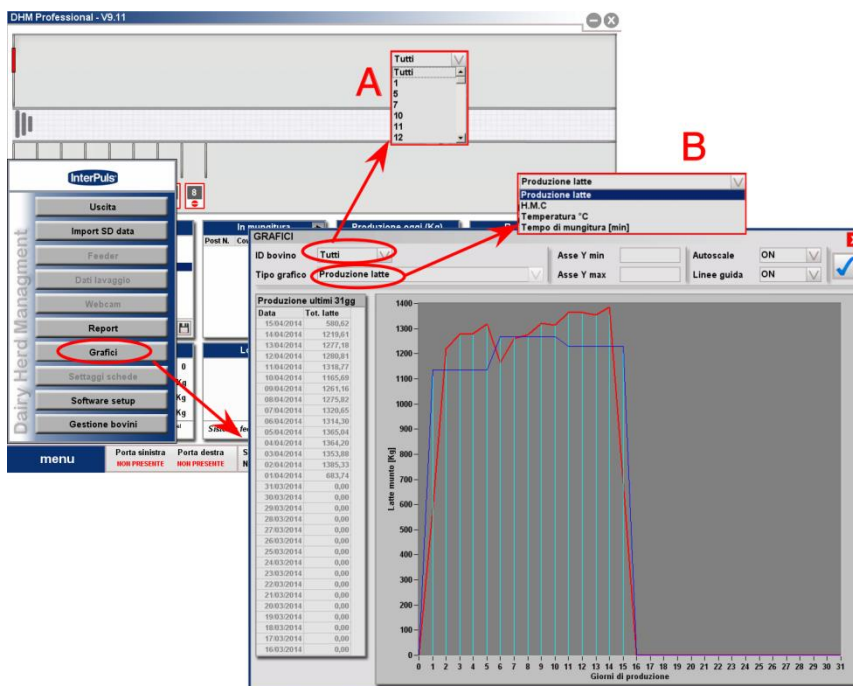 DHM Professional - V9.11
A
Tutti
Tutti
1
5
7
10
11
12
B
Produzione latte
Produzione latte
H.M.C
Temperatura °C
Tempo di mungitura [min]
InterPuls
Dairy Herd Managment
Uscita
Import SD data
Feeder
Dati lavaggio
Webcam
Report
Grafici
Settaggi schede
Software setup
Gestione bovini
8
In mungitura
Produzione oggi (Kg)
Post N.
0
Kg
Kg
Kg
menu
Porta sinistra
NON PRESENTE
Porta destra
NON PRESENTE
GRAFICI
ID bovino Tutti
Tipo grafico Produzione latte
Asse Y min
Asse Y max
Autoscale ON
Linee guida ON
Produzione ultimi 31gg
Data Tot. latte
15/04/2014 580,62
14/04/2014 1219,61
13/04/2014 1277,18
12/04/2014 1280,81
11/04/2014 1318,77
10/04/2014 1165,69
09/04/2014 1261,16
08/04/2014 1275,82
07/04/2014 1320,65
06/04/2014 1314,30
05/04/2014 1365,04
04/04/2014 1364,20
03/04/2014 1353,88
02/04/2014 1385,33
01/04/2014 683,74
31/03/2014 0,00
30/03/2014 0,00
29/03/2014 0,00
28/03/2014 0,00
27/03/2014 0,00
26/03/2014 0,00
25/03/2014 0,00
24/03/2014 0,00
23/03/2014 0,00
22/03/2014 0,00
21/03/2014 0,00
20/03/2014 0,00
19/03/2014 0,00
18/03/2014 0,00
17/03/2014 0,00
16/03/2014 0,00
Latte munto [Kg]
1400
1300
1200
1100
1000
900
800
700
600
500
400
300
200
100
0
0 1 2 3 4 5 6 7 8 9 10 11 12 13 14 15 16 17 18 19 20 21 22 23 24 25 26 27 28 29 30 31
Giorni di produzione